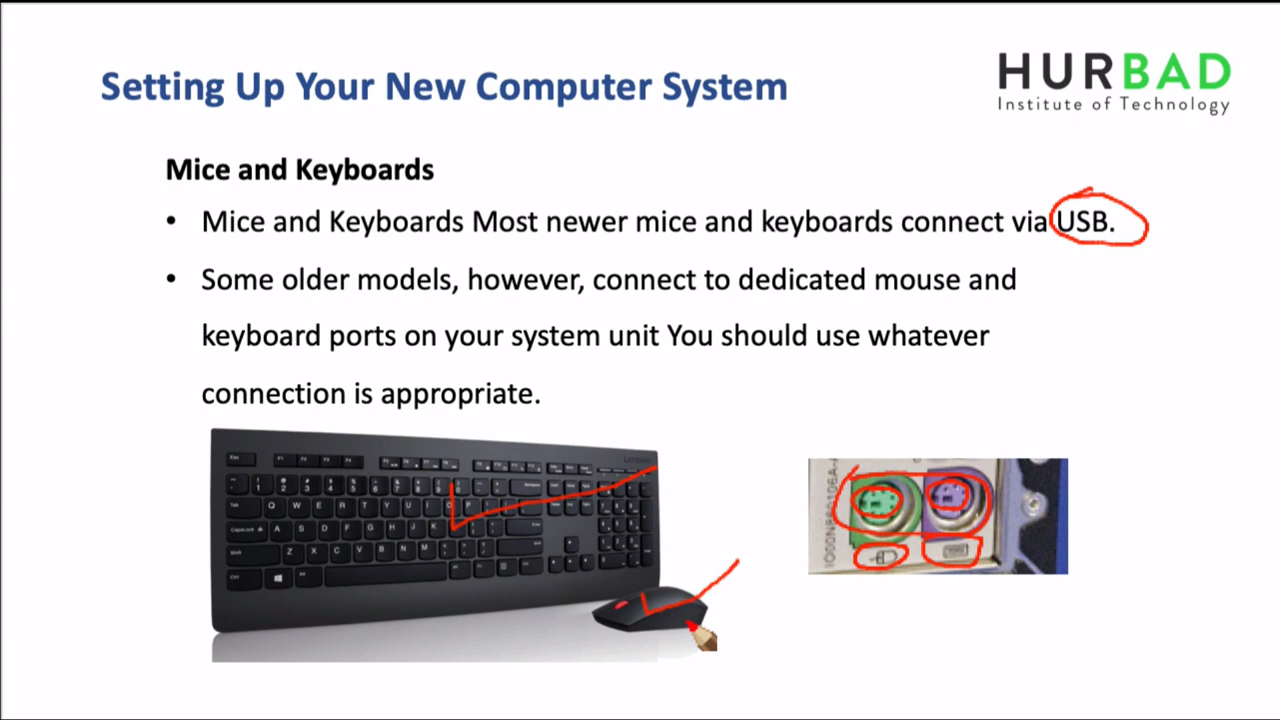 Setting Up Your New Computer System
HURBAD
Institute of Technology
Mice and Keyboards
• Mice and Keyboards Most newer mice and keyboards connect via USB.
• Some older models, however, connect to dedicated mouse and
keyboard ports on your system unit You should use whatever
connection is appropriate.
Lenovo